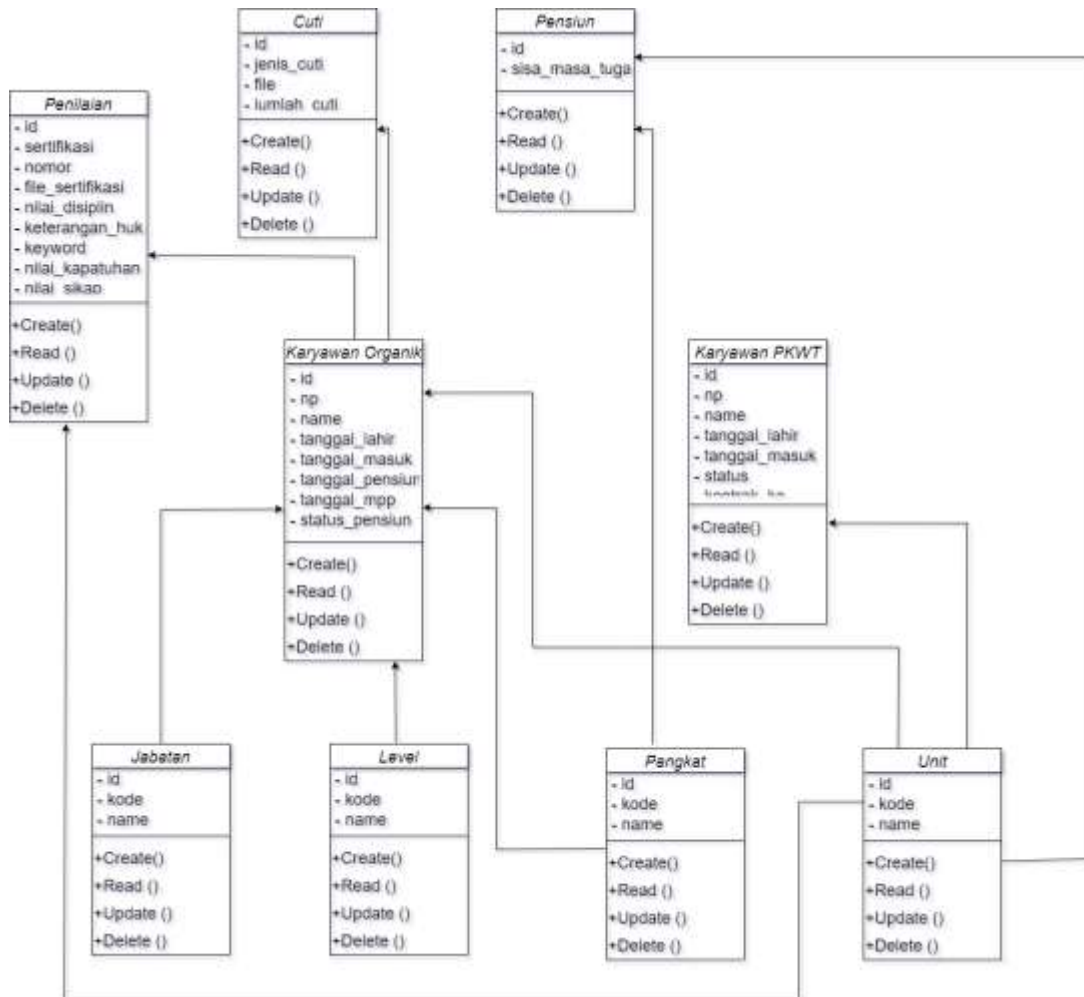 Cuti
- id
- jenis_cuti
- file
- jumlah_cuti
+Create()
+Read ()
+Update ()
+Delete ()
Pensiun
- id
- sisa_masa_tuga
+Create()
+Read ()
+Update ()
+Delete ()
Penilaian
- id
- sertifikasi
- nomor
- file_sertifikasi
- nilai_disiplin
- keterangan_huk
- keyword
- nilai_kapatuhan
- nilai_sikap
+Create()
+Read ()
+Update ()
+Delete ()
Karyawan Organik
- id
- np
- name
- tanggal_lahir
- tanggal_masuk
- tanggal_pensiun
- tanggal_mpp
- status_pensiun
+Create()
+Read ()
+Update ()
+Delete ()
Karyawan PKWT
- id
- np
- name
- tanggal_lahir
- tanggal_masuk
- status
+Create()
+Read ()
+Update ()
+Delete ()
Jabatan
- id
- kode
- name
+Create()
+Read ()
+Update ()
+Delete ()
Level
- id
- kode
- name
+Create()
+Read ()
+Update ()
+Delete ()
Pangkat
- id
- kode
- name
+Create()
+Read ()
+Update ()
+Delete ()
Unit
- id
- kode
- name
+Create()
+Read ()
+Update ()
+Delete ()